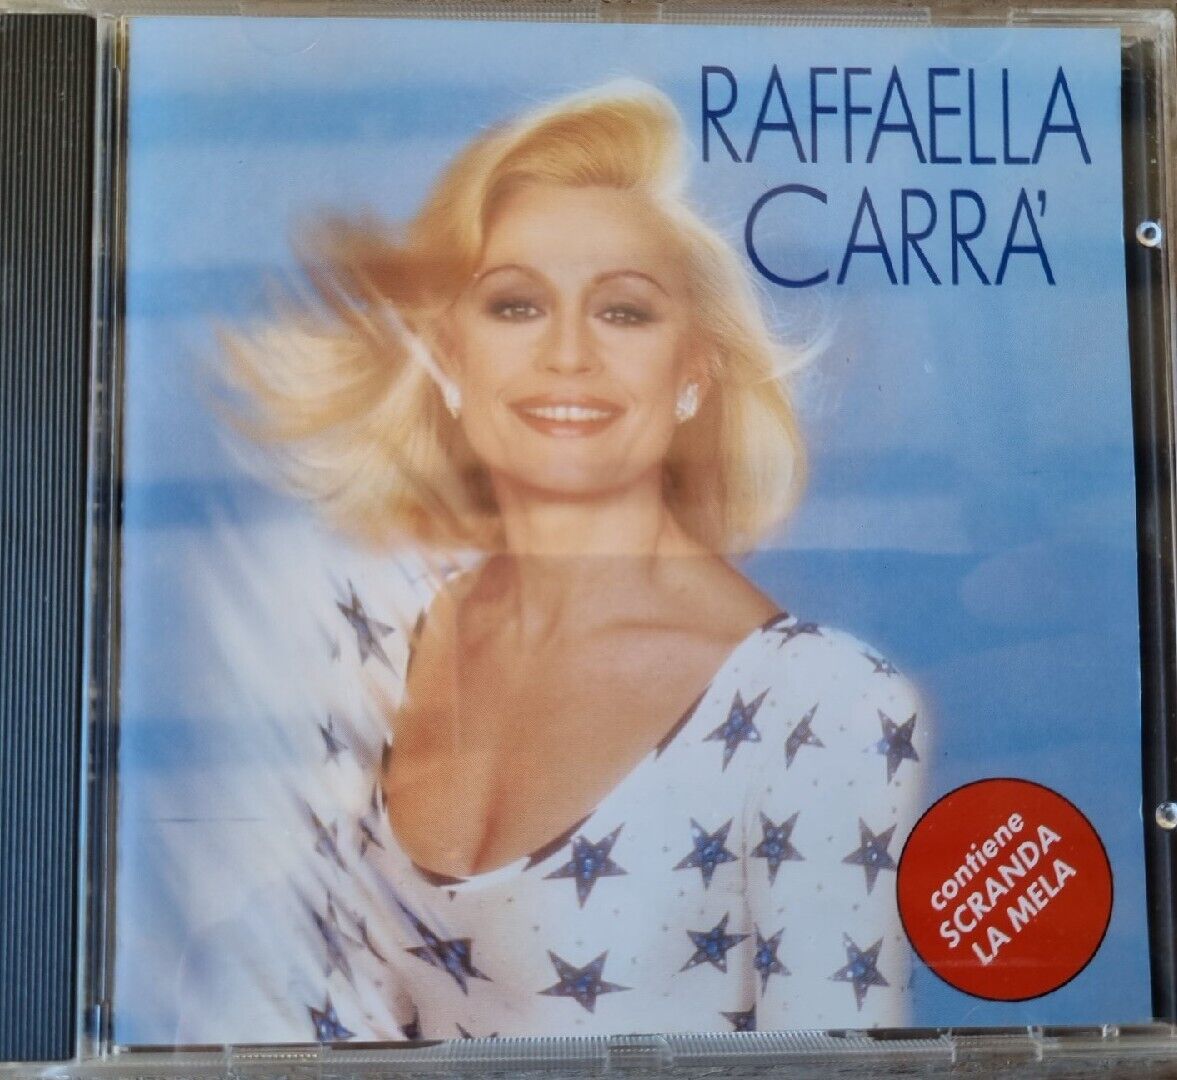 RAFFAELLA
CARRA'
contiene
SCRANDA
LA MELA